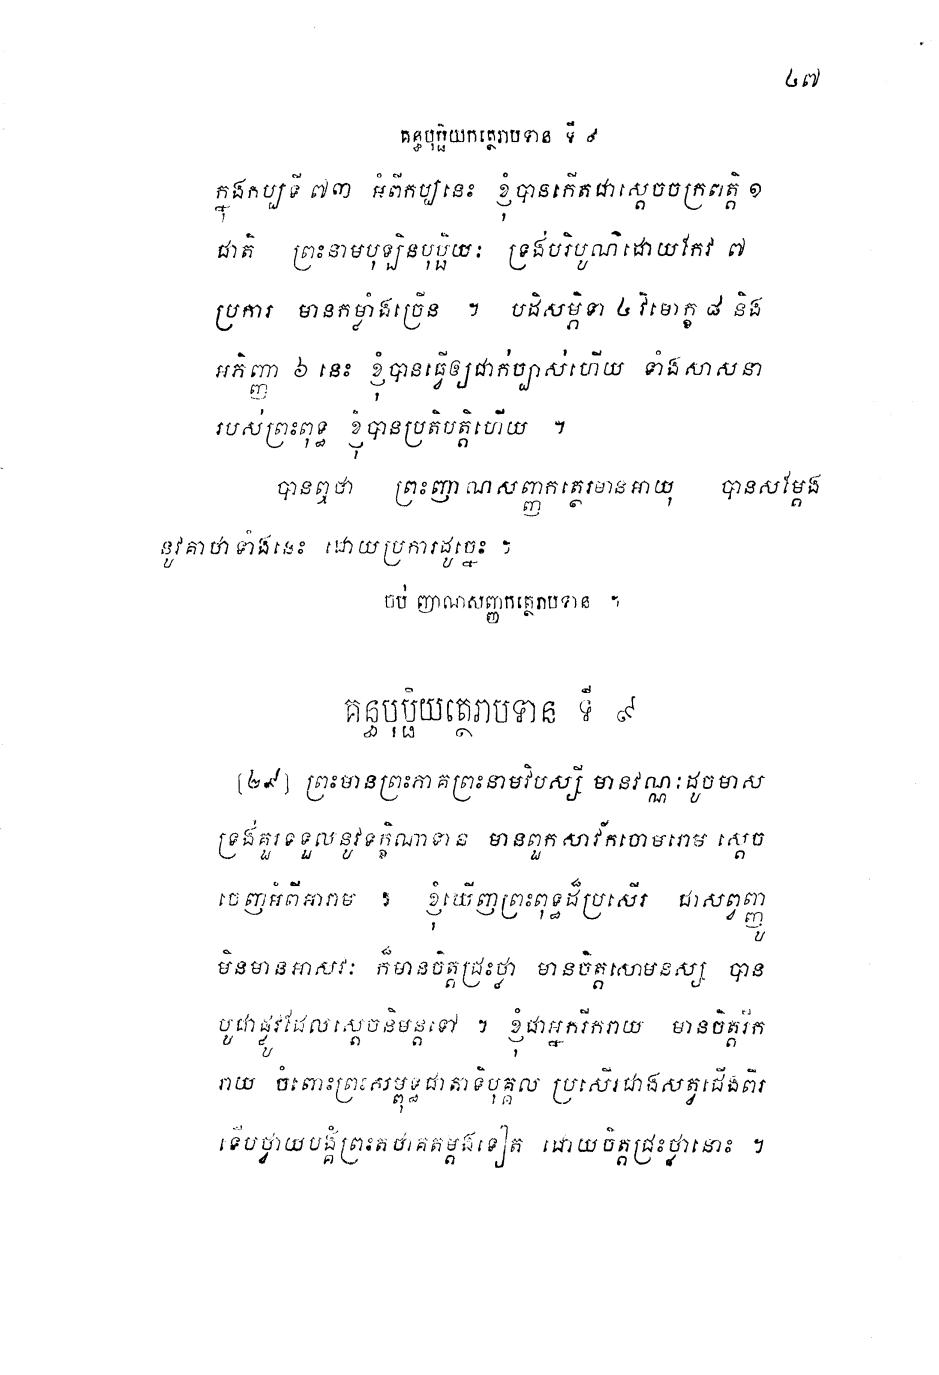 ៤៧
គន្ធបុប្ផិយកត្ថេរាបទាន ទី ៩
ក្នុងកប្បទី ៧៣ អំពីកប្បនេះ ខ្ញុំបានកើតជាស្តេចចក្រពត្តិ ១
ជាតិ ព្រះនាមបុឡិនបុប្ផិយៈ ទ្រង់បរិបូណ៌ដោយកែវ ៧
ប្រការ មានកម្លាំងច្រើន ។ បដិសម្ភិទា ៤ វិមោក្ខ ៨ និង
អភិញ្ញា ៦ នេះ ខ្ញុំបានធ្វើឲ្យជាក់ច្បាស់ហើយ ទាំងសាសនា
របស់ព្រះពុទ្ធ ខ្ញុំបានប្រតិបត្តិហើយ ។
បានឮថា ព្រះញាណសញ្ញកត្ថេរមានអាយុ បានសម្តែង
នូវគាថាទាំងនេះ ដោយប្រការដូច្នេះ ។
ចប់ ញាណសញ្ញកត្ថេរាបទាន ។
គន្ធបុប្ផិយត្ថេរាបទាន ទី ៩
[២៩] ព្រះមានព្រះភាគព្រះនាមវិបស្សី មានវណ្ណៈដូចមាស
ទ្រង់គួរទទួលនូវទក្ខិណាទាន មានពួកសាវ័កចោមរោម ស្តេច
ចេញអំពីអារាម ។ ខ្ញុំឃើញព្រះពុទ្ធដ៏ប្រសើរ ជាសព្វញ្ញូ
មិនមានអាសវៈ ក៏មានចិត្តជ្រះថ្លា មានចិត្តសោមនស្ស បាន
បូជាផ្លូវដែលស្តេចនិមន្តទៅ ។ ខ្ញុំជាអ្នករីករាយ មានចិត្តរីក
រាយ ចំពោះព្រះសម្ពុទ្ធជាតាទិបុគ្គល ប្រសើរជាងសត្វជើងពីរ
ទើបថ្វាយបង្គំព្រះតថាគតម្តងទៀត ដោយចិត្តជ្រះថ្លានោះ ។